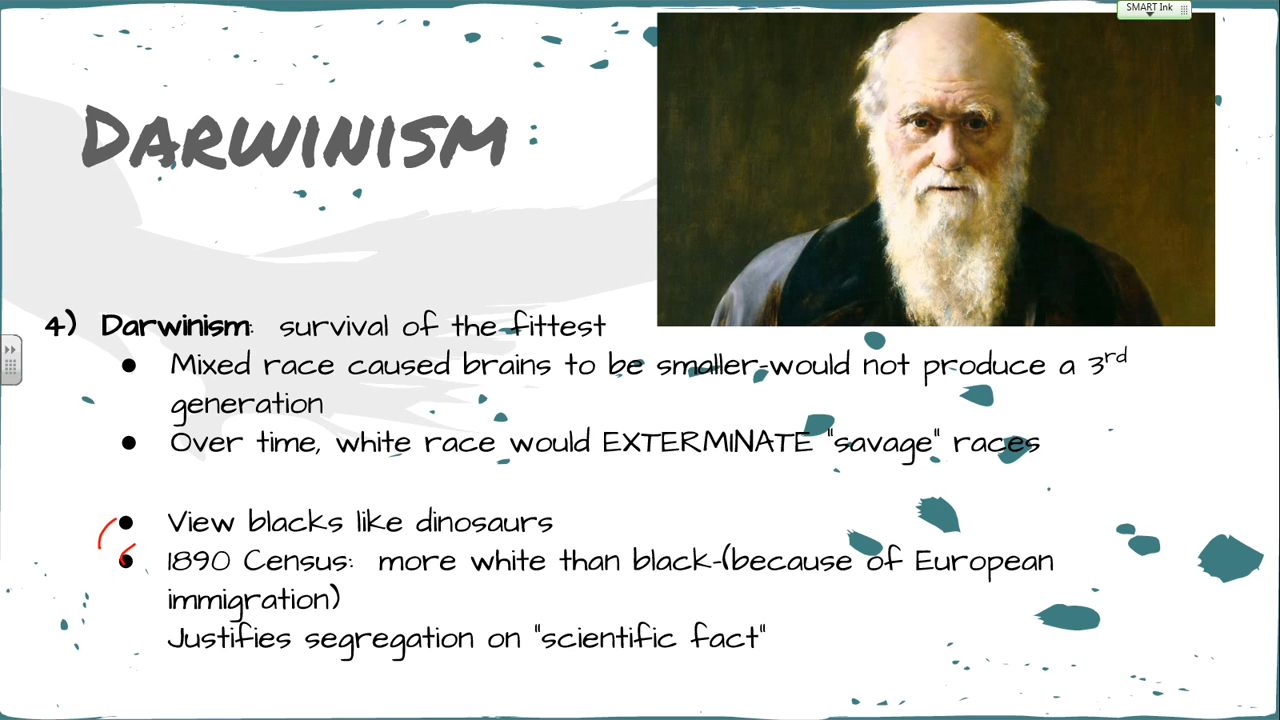 SMART Ink
DARWINISM
4) Darwinism: survival of the fittest
● Mixed race caused brains to be smaller-would not produce a 3rd
generation
● Over time, white race would EXTERMINATE "savage" races
● View blacks like dinosaurs
● 1890 Census: more white than black-(because of European
immigration)
Justifies segregation on "scientific fact"